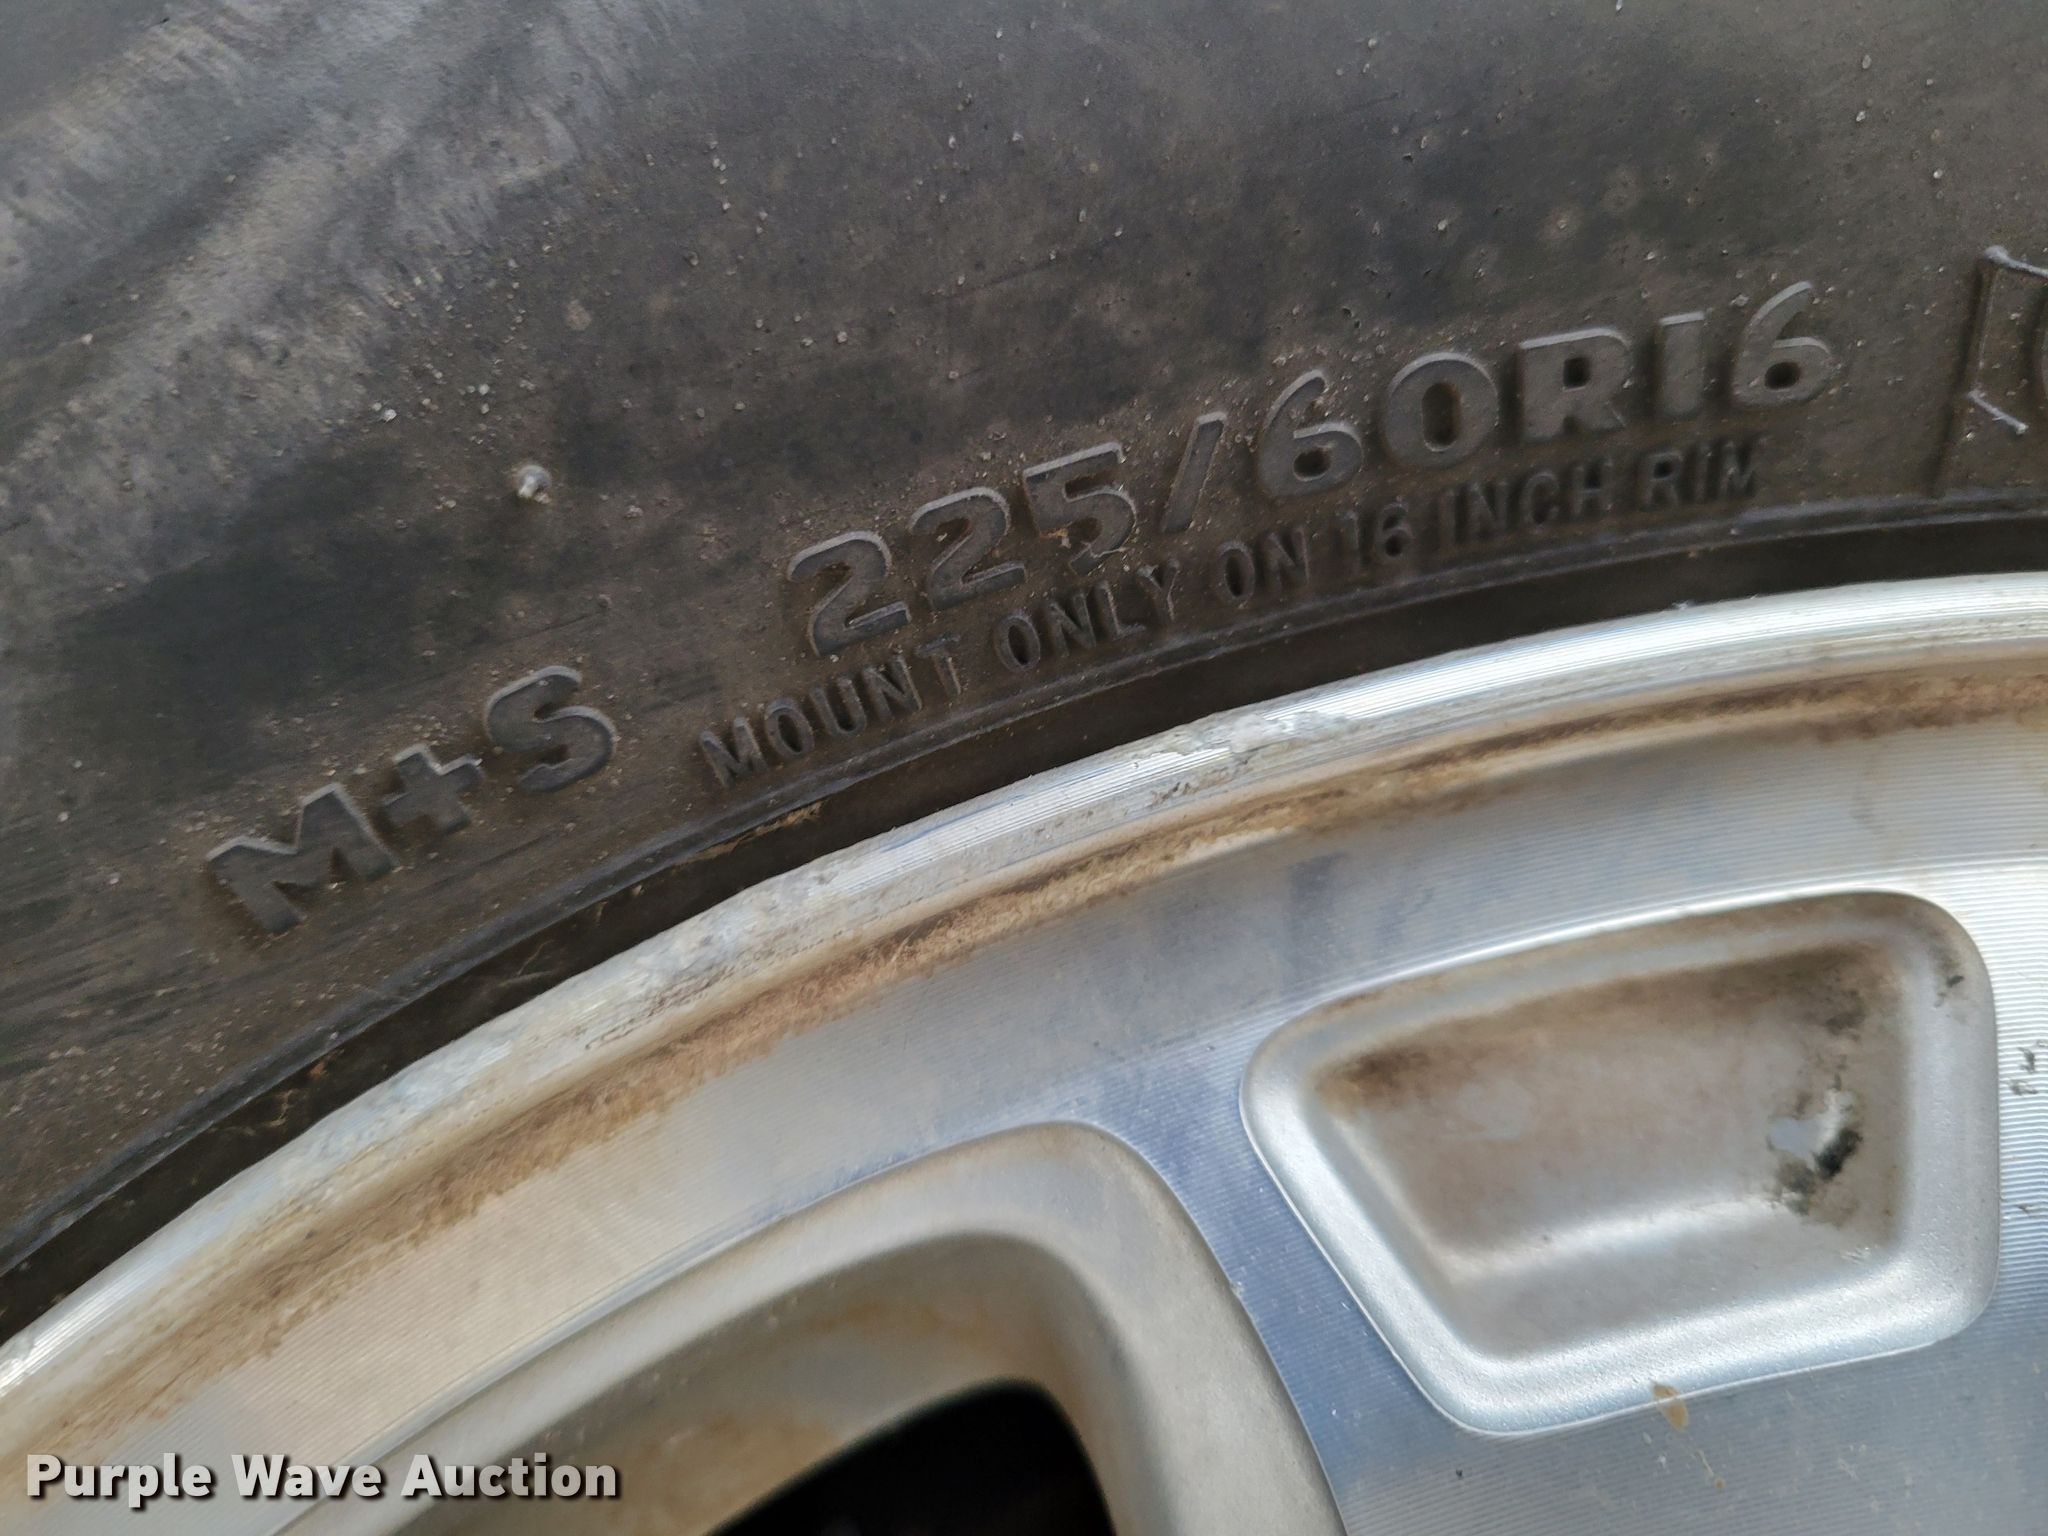 225/60R16
MOUNT ONLY ON 16 INCH RIM
M+S
Purple Wave Auction